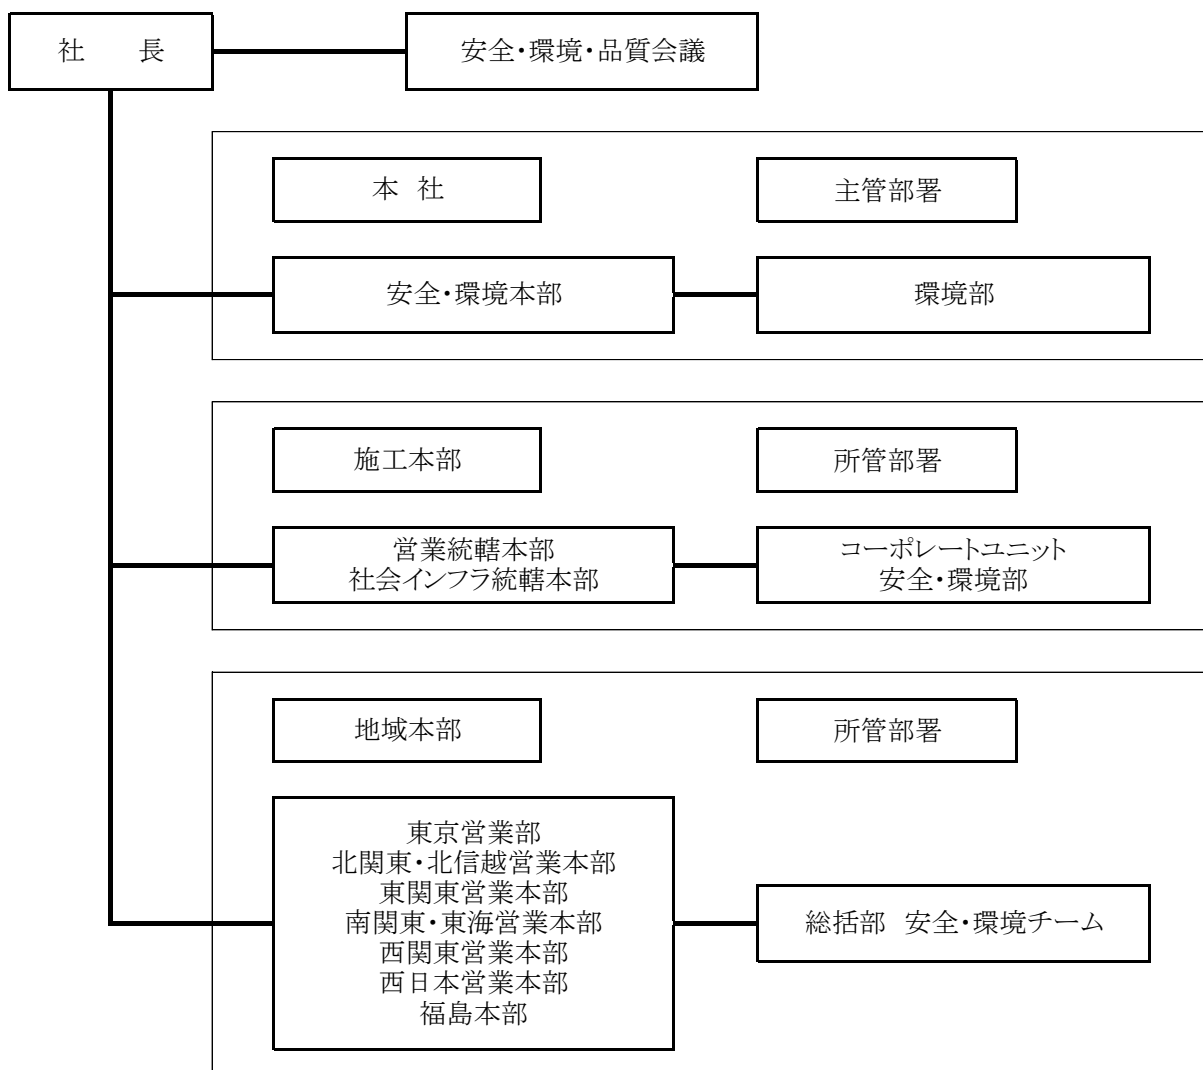 社　　長
安全・環境・品質会議
本 社
主管部署
安全・環境本部
環境部
施工本部
所管部署
営業統轄本部
社会インフラ統轄本部
コーポレートユニット
安全・環境部
地域本部
所管部署
東京営業部
北関東・北信越営業本部
東関東営業本部
南関東・東海営業本部
西関東営業本部
西日本営業本部
福島本部
総括部 安全・環境チーム